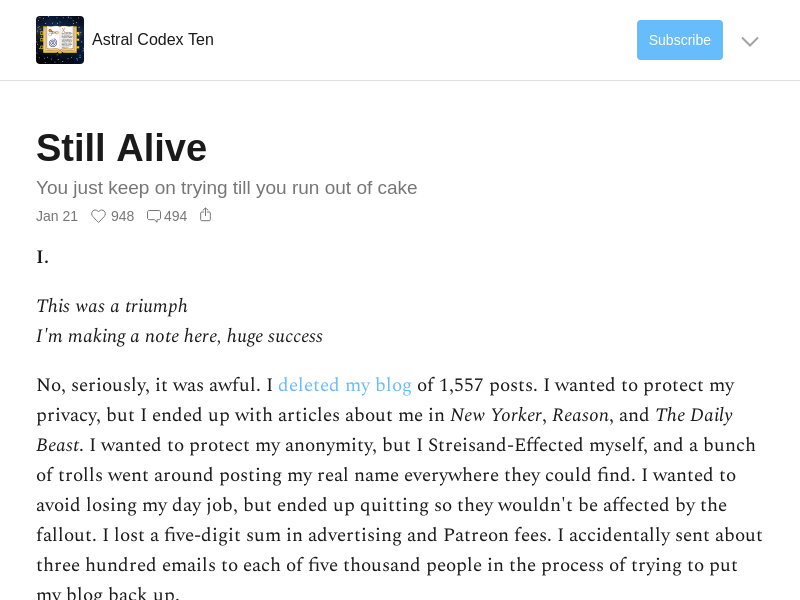 Astral Codex Ten
Subscribe
Still Alive
You just keep on trying till you run out of cake
Jan 21 948 494
I.
This was a triumph
I'm making a note here, huge success
No, seriously, it was awful. I deleted my blog of 1,557 posts. I wanted to protect my
privacy, but I ended up with articles about me in New Yorker, Reason, and The Daily
Beast. I wanted to protect my anonymity, but I Streisand-Effected myself, and a bunch
of trolls went around posting my real name everywhere they could find. I wanted to
avoid losing my day job, but ended up quitting so they wouldn't be affected by the
fallout. I lost a five-digit sum in advertising and Patreon fees. I accidentally sent about
three hundred emails to each of five thousand people in the process of trying to put
my blog back up.